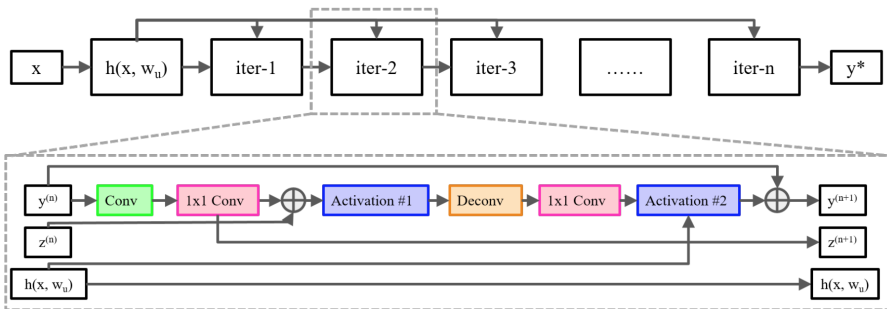 x
h(x, wᵤ)
iter-1
iter-2
iter-3
......
iter-n
y*
y⁽ⁿ⁾
Conv
1x1 Conv
Activation #1
Deconv
1x1 Conv
Activation #2
y⁽ⁿ⁺¹⁾
z⁽ⁿ⁾
z⁽ⁿ⁺¹⁾
h(x, wᵤ)
h(x, wᵤ)